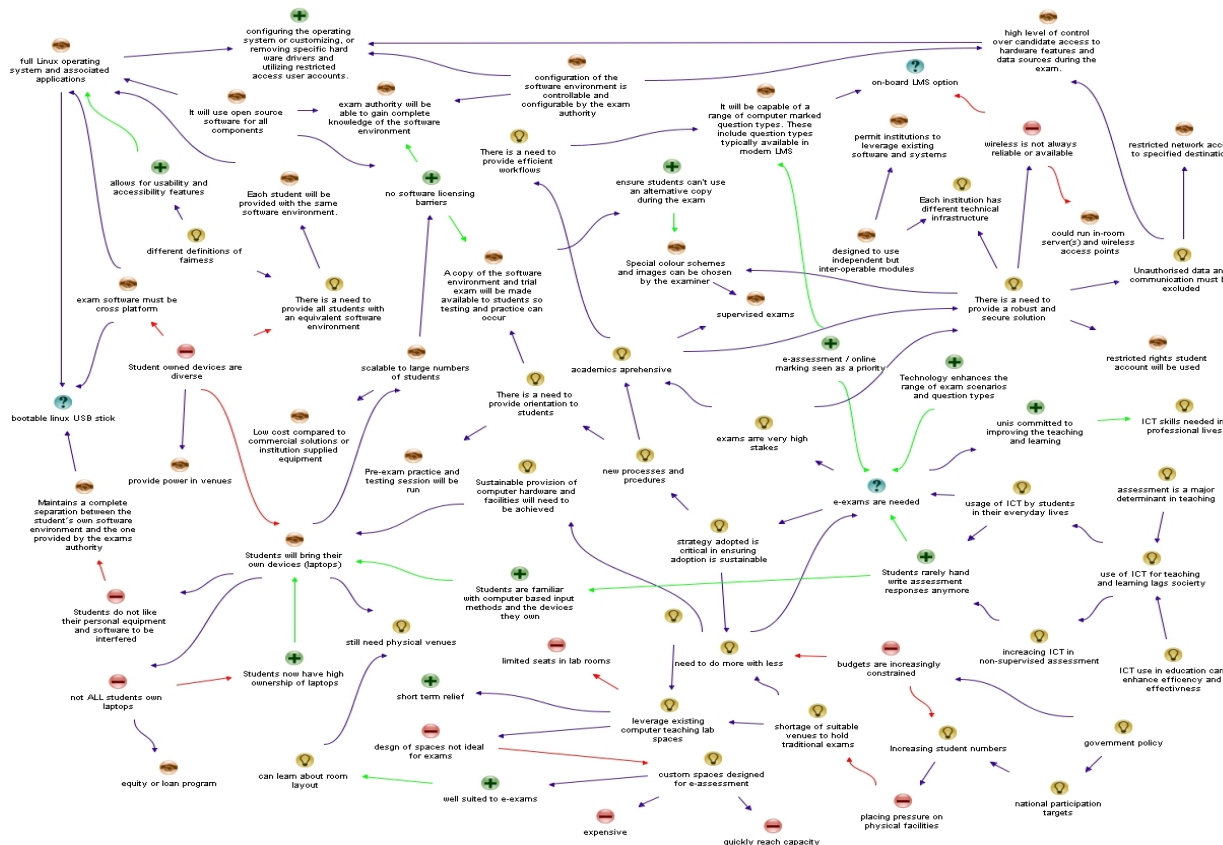 configuring the operating
system or customizing, or
removing specific hard
ware drivers and
utilizing restricted
access user accounts.
high level of control
over candidate access to
hardware features and
data sources during the
exam.
full Linux operating
system and associated
applications
on-board LMS option
configuration of the
software environment is
controllable and
configurable by the exam
authority
It will use open source
software for all
components
exam authority will be
able to gain complete
knowledge of the software
environment
It will be capable of a
range of computer marked
question types. These
include question types
typically available in
modern LMS
permit institutions to
leverage existing
software and systems
wireless is not always
reliable or available
restricted network acce
to specified destination
There is a need to
provide efficient
workflows
allows for usability and
accessibility features
Each student will be
provided with the same
software environment.
no software licensing
barriers
ensure students can't use
an alternative copy
during the exam
Each institution has
different technical
infrastructure
could run in-room
server(s) and wireless
access points
different definitions of
fairness
A copy of the software
environment and trial
exam will be made
available to students so
testing and practice can
occur
Special colour schemes
and images can be chosen
by the examiner
designed to use
independent but
inter-operable modules
Unauthorised data an
communication must b
excluded
exam software must be
cross platform
There is a need to
provide all students with
an equivalent software
environment
supervised exams
There is a need to
provide a robust and
secure solution
Student owned devices are
diverse
scalable to large numbers
of students
academics aprehensive
e-assessment / online
marking seen as a priority
restricted rights student
account will be used
bootable linux USB stick
There is a need to
provide orientation to
students
Technology enhances the
range of exam scenarios
and question types
Low cost compared to
commercial solutions or
institution supplied
equipment
exams are very high
stakes
unis committed to
improving the teaching
and learning
ICT skills needed in
professional lives
provide power in venues
Pre-exam practice and
testing session will be
run
Sustainable provision of
computer hardware and
facilities will need to
be achieved
new processes and
prcedures
e-exams are needed
usage of ICT by students
in their everyday lives
assessment is a major
determinant in teaching
Maintains a complete
separation between the
student's own software
environment and the one
provided by the exams
authority
strategy adopted is
critical in ensuring
adoption is sustainable
Students will bring their
own devices (laptops)
Students are familiar
with computer based input
methods and the devices
they own
Students rarely hand
write assessment
responses anymore
use of ICT for teaching
and learning lags socierty
Students do not like
their personal equipment
and software to be
interfered
still need physical venues
limited seats in lab rooms
need to do more with less
budgets are increasingly
constrained
increasing ICT in
non-supervised assessment
ICT use in education can
enhance efficency and
effectivness
not ALL students own
laptops
Students now have high
ownership of laptops
short term relief
leverage existing
computer teaching lab
spaces
shortage of suitable
venues to hold
traditional exams
Increasing student numbers
government policy
desgn of spaces not ideal
for exams
equity or loan program
can learn about room
layout
well suited to e-exams
custom spaces designed
for e-assessment
national participation
targets
expensive
quickly reach capacity
placing pressure on
physical facilities